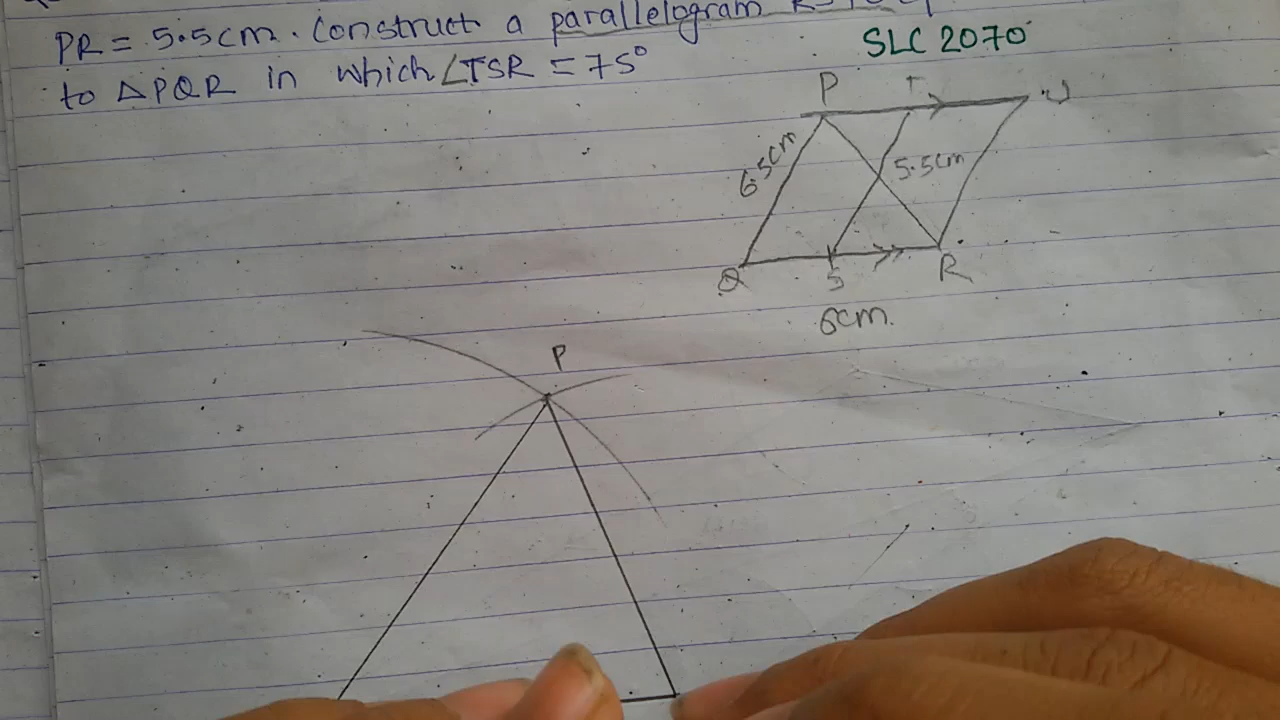 PR = 5.5cm. Construct a parallelogram
to △PQR in which ∠TSR = 75°
SLC 2070
P T U
6.5cm
5.5cm
Q S R
6cm.
P